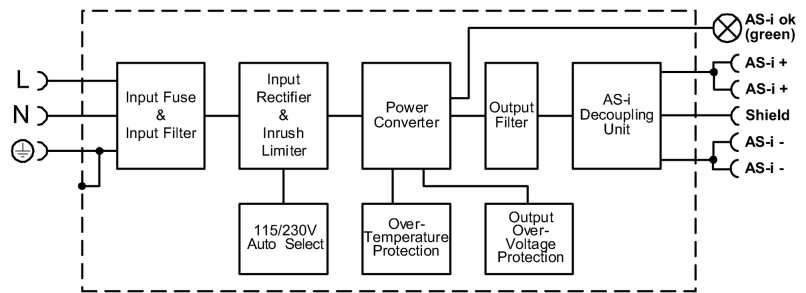 AS-i ok
(green)
L
N
Input Fuse
&
Input Filter
Input
Rectifier
&
Inrush
Limiter
Power
Converter
Output
Filter
AS-i
Decoupling
Unit
AS-i +
AS-i +
Shield
AS-i -
AS-i -
115/230V
Auto Select
Over-
Temperature
Protection
Output
Over-
Voltage
Protection